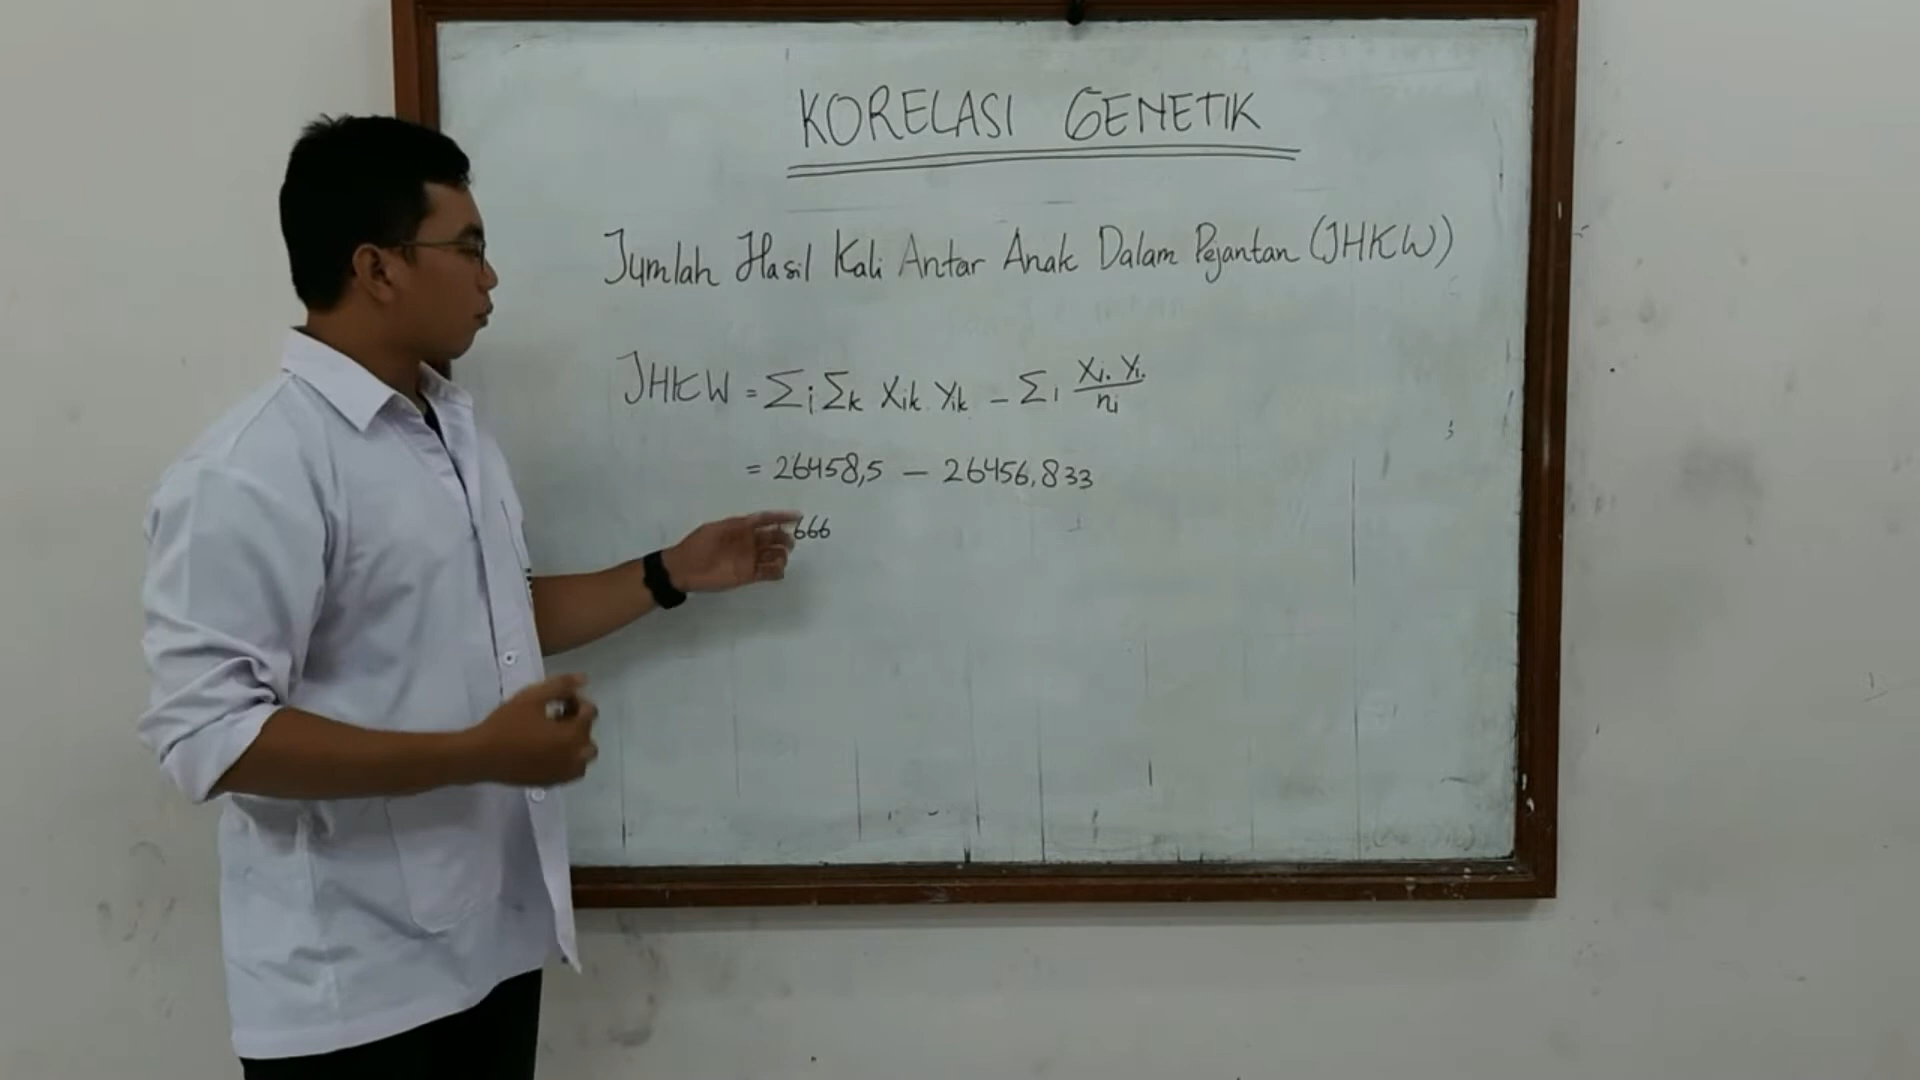 KORELASI GENETIK
Jumlah Hasil Kali Antar Anak Dalam Pejantan (JHKW)
JHKW = Σi Σk Xik Yik - Σi Xi. Yi. / ni
= 26458,5 - 26456,833
666